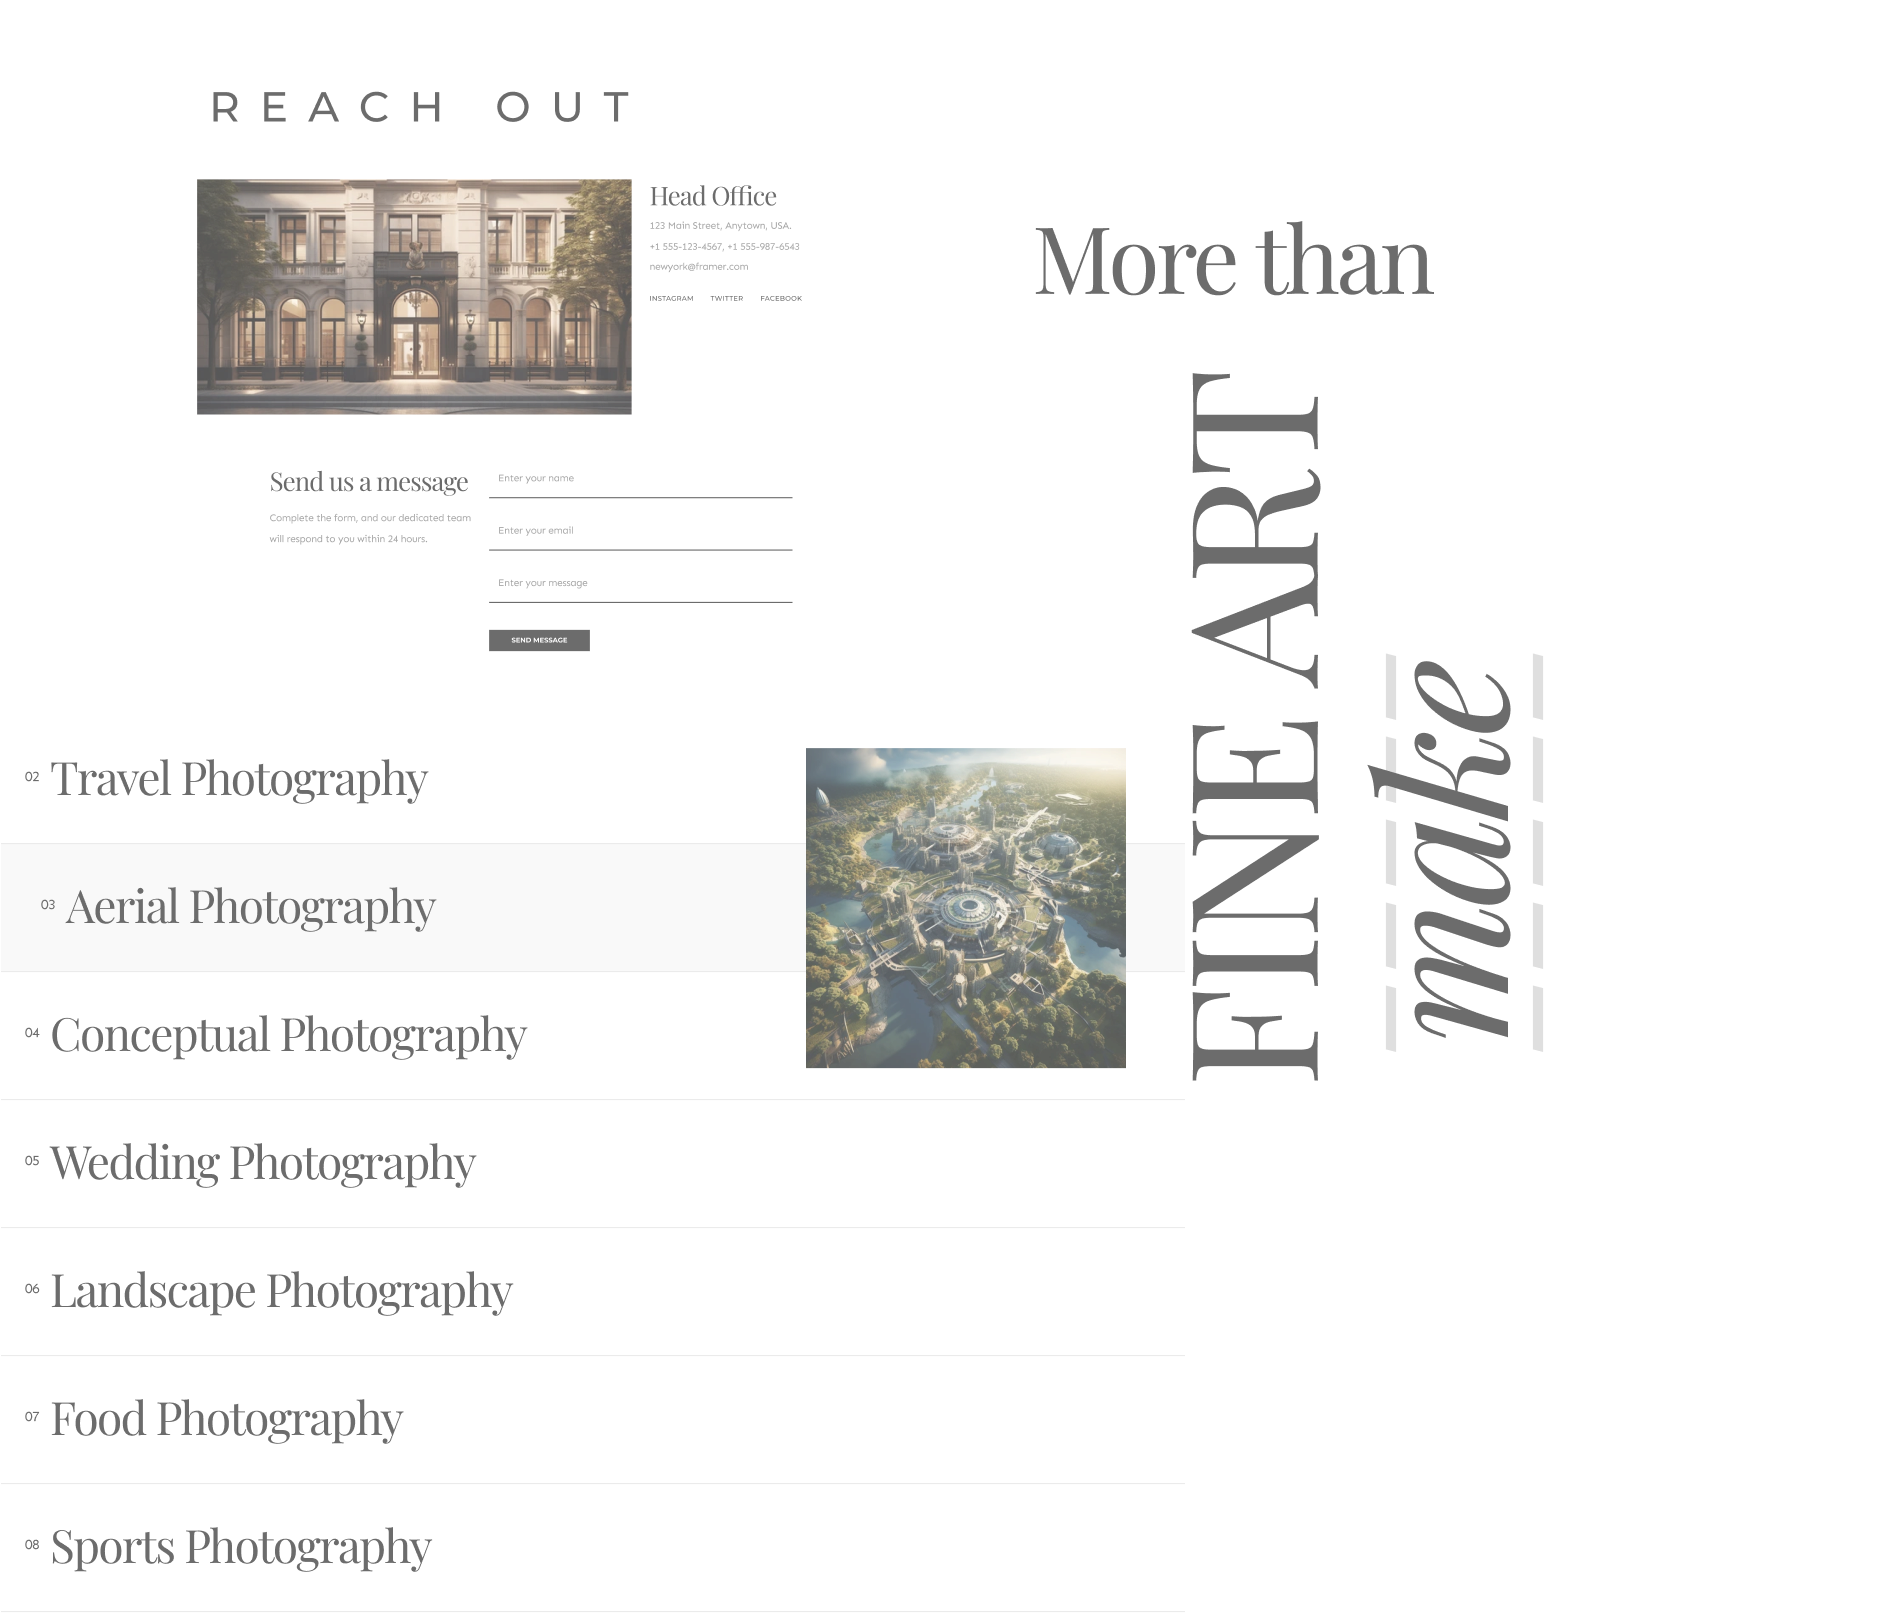 REACH OUT
Head Office
123 Main Street, Anytown, USA.
+1 555-123-4567, +1 555-987-6543
newyork@framer.com
INSTAGRAM TWITTER FACEBOOK
Send us a message
Complete the form, and our dedicated team
will respond to you within 24 hours.
Enter your name
Enter your email
Enter your message
SEND MESSAGE
More than
FINE ART
make
02 Travel Photography
03 Aerial Photography
04 Conceptual Photography
05 Wedding Photography
06 Landscape Photography
07 Food Photography
08 Sports Photography